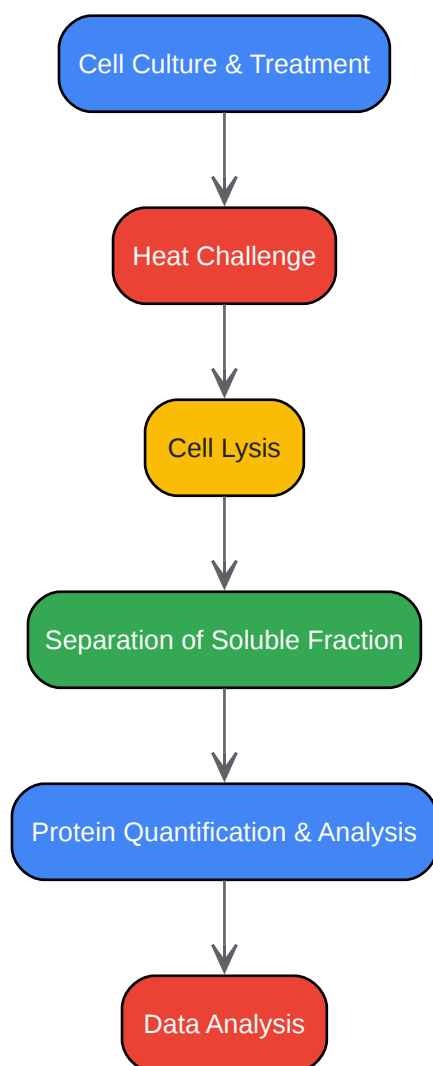 Cell Culture & Treatment
Heat Challenge
Cell Lysis
Separation of Soluble Fraction
Protein Quantification & Analysis
Data Analysis